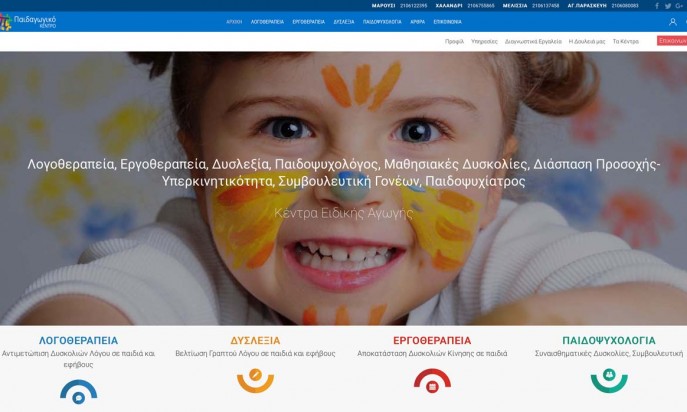 ΜΑΡΟΥΣΙ 2106122395 ΧΑΛΑΝΔΡΙ 2106755865 ΜΕΛΙΣΣΙΑ 2106137458 ΑΓ.ΠΑΡΑΣΚΕΥΗ 2106080083
Παιδαγωγικό
ΚΕΝΤΡΟ
ΑΡΧΙΚΗ ΛΟΓΟΘΕΡΑΠΕΙΑ ΕΡΓΟΘΕΡΑΠΕΙΑ ΔΥΣΛΕΞΙΑ ΠΑΙΔΟΨΥΧΟΛΟΓΙΑ ΑΡΘΡΑ ΕΠΙΚΟΙΝΩΝΙΑ
Προφίλ Υπηρεσίες Διαγνωστικά Εργαλεία Η Δουλειά μας Τα Κέντρα Επικοινων
Λογοθεραπεία, Εργοθεραπεία, Δυσλεξία, Παιδοψυχολόγος, Μαθησιακές Δυσκολίες, Διάσπαση Προσοχής-
Υπερκινητικότητα, Συμβουλευτική Γονέων, Παιδοψυχίατρος
Κέντρα Ειδικής Αγωγής
ΛΟΓΟΘΕΡΑΠΕΙΑ ΔΥΣΛΕΞΙΑ ΕΡΓΟΘΕΡΑΠΕΙΑ ΠΑΙΔΟΨΥΧΟΛΟΓΙΑ
Αντιμετώπιση Δυσκολιών Λόγου σε παιδιά και
εφήβους
Βελτίωση Γραπτού Λόγου σε παιδιά και εφήβους
Αποκατάσταση Δυσκολιών Κίνησης σε παιδιά
Συναισθηματικές Δυσκολίες, Συμβουλευτική